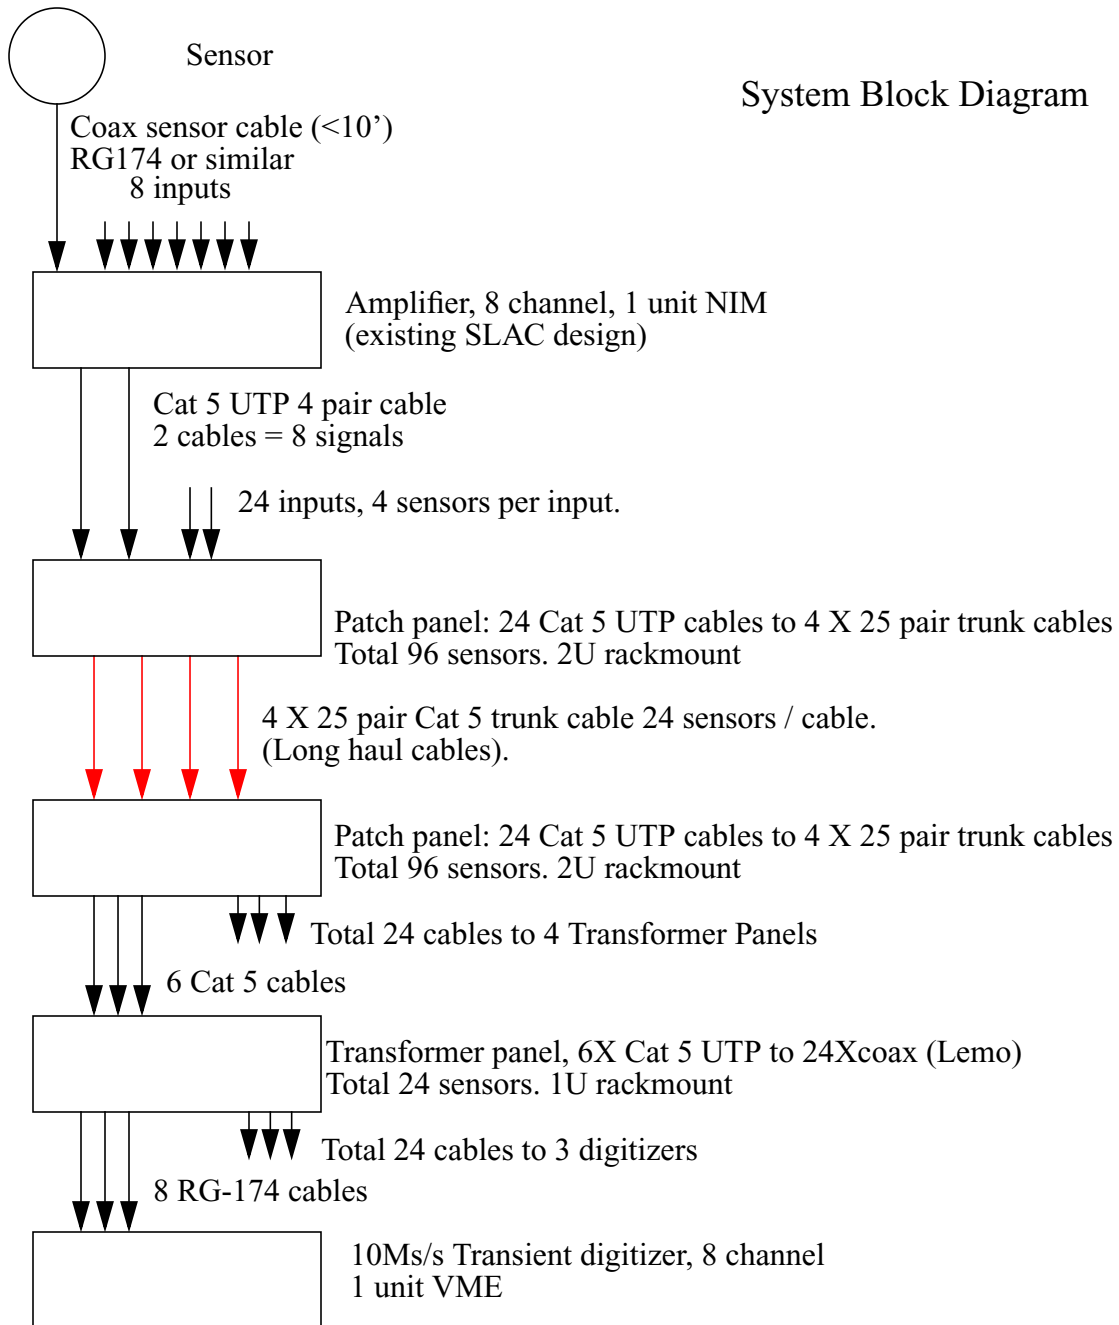 Sensor
System Block Diagram
Coax sensor cable (<10’)
RG174 or similar
8 inputs
Amplifier, 8 channel, 1 unit NIM
(existing SLAC design)
Cat 5 UTP 4 pair cable
2 cables = 8 signals
24 inputs, 4 sensors per input.
Patch panel: 24 Cat 5 UTP cables to 4 X 25 pair trunk cables
Total 96 sensors. 2U rackmount
4 X 25 pair Cat 5 trunk cable 24 sensors / cable.
(Long haul cables).
Patch panel: 24 Cat 5 UTP cables to 4 X 25 pair trunk cables
Total 96 sensors. 2U rackmount
Total 24 cables to 4 Transformer Panels
6 Cat 5 cables
Transformer panel, 6X Cat 5 UTP to 24Xcoax (Lemo)
Total 24 sensors. 1U rackmount
Total 24 cables to 3 digitizers
8 RG-174 cables
10Ms/s Transient digitizer, 8 channel
1 unit VME